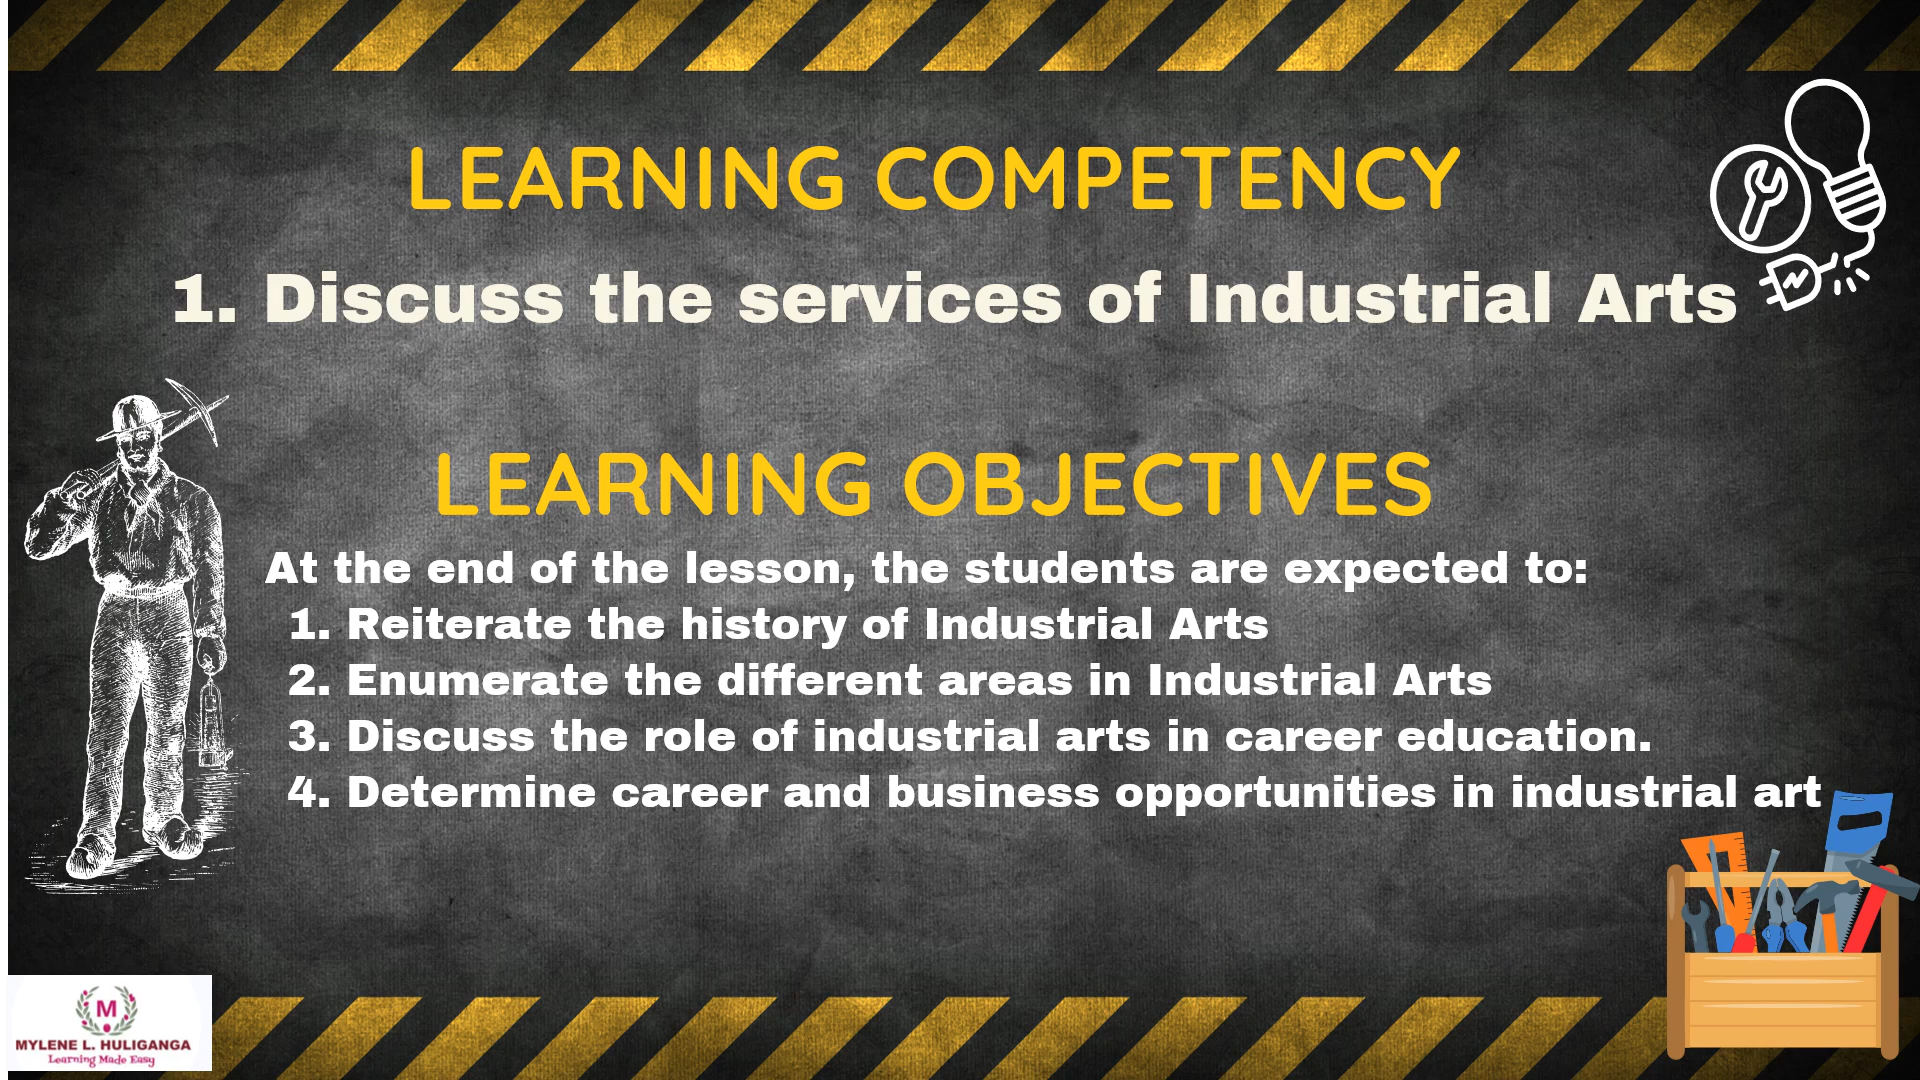 LEARNING COMPETENCY
1. Discuss the services of Industrial Arts
LEARNING OBJECTIVES
At the end of the lesson, the students are expected to:
1. Reiterate the history of Industrial Arts
2. Enumerate the different areas in Industrial Arts
3. Discuss the role of industrial arts in career education.
4. Determine career and business opportunities in industrial art
M
MYLENE L. HULIGANGA
Learning Made Easy